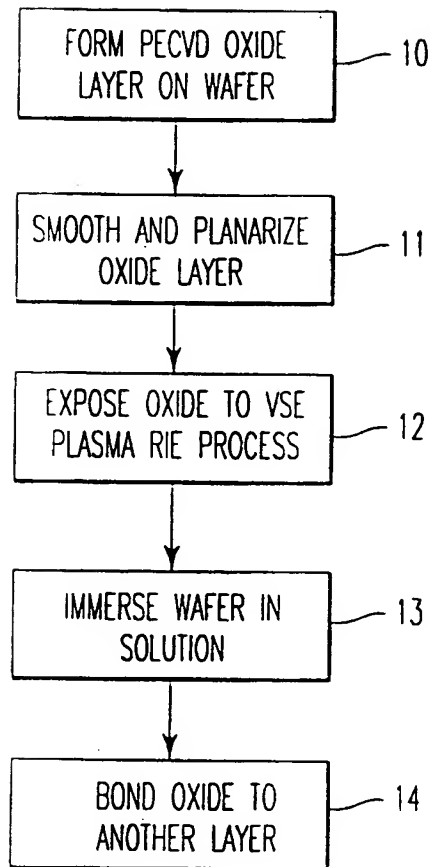 FORM PECVD OXIDE
LAYER ON WAFER
10
SMOOTH AND PLANARIZE
OXIDE LAYER
11
EXPOSE OXIDE TO VSE
PLASMA RIE PROCESS
12
IMMERSE WAFER IN
SOLUTION
13
BOND OXIDE TO
ANOTHER LAYER
14